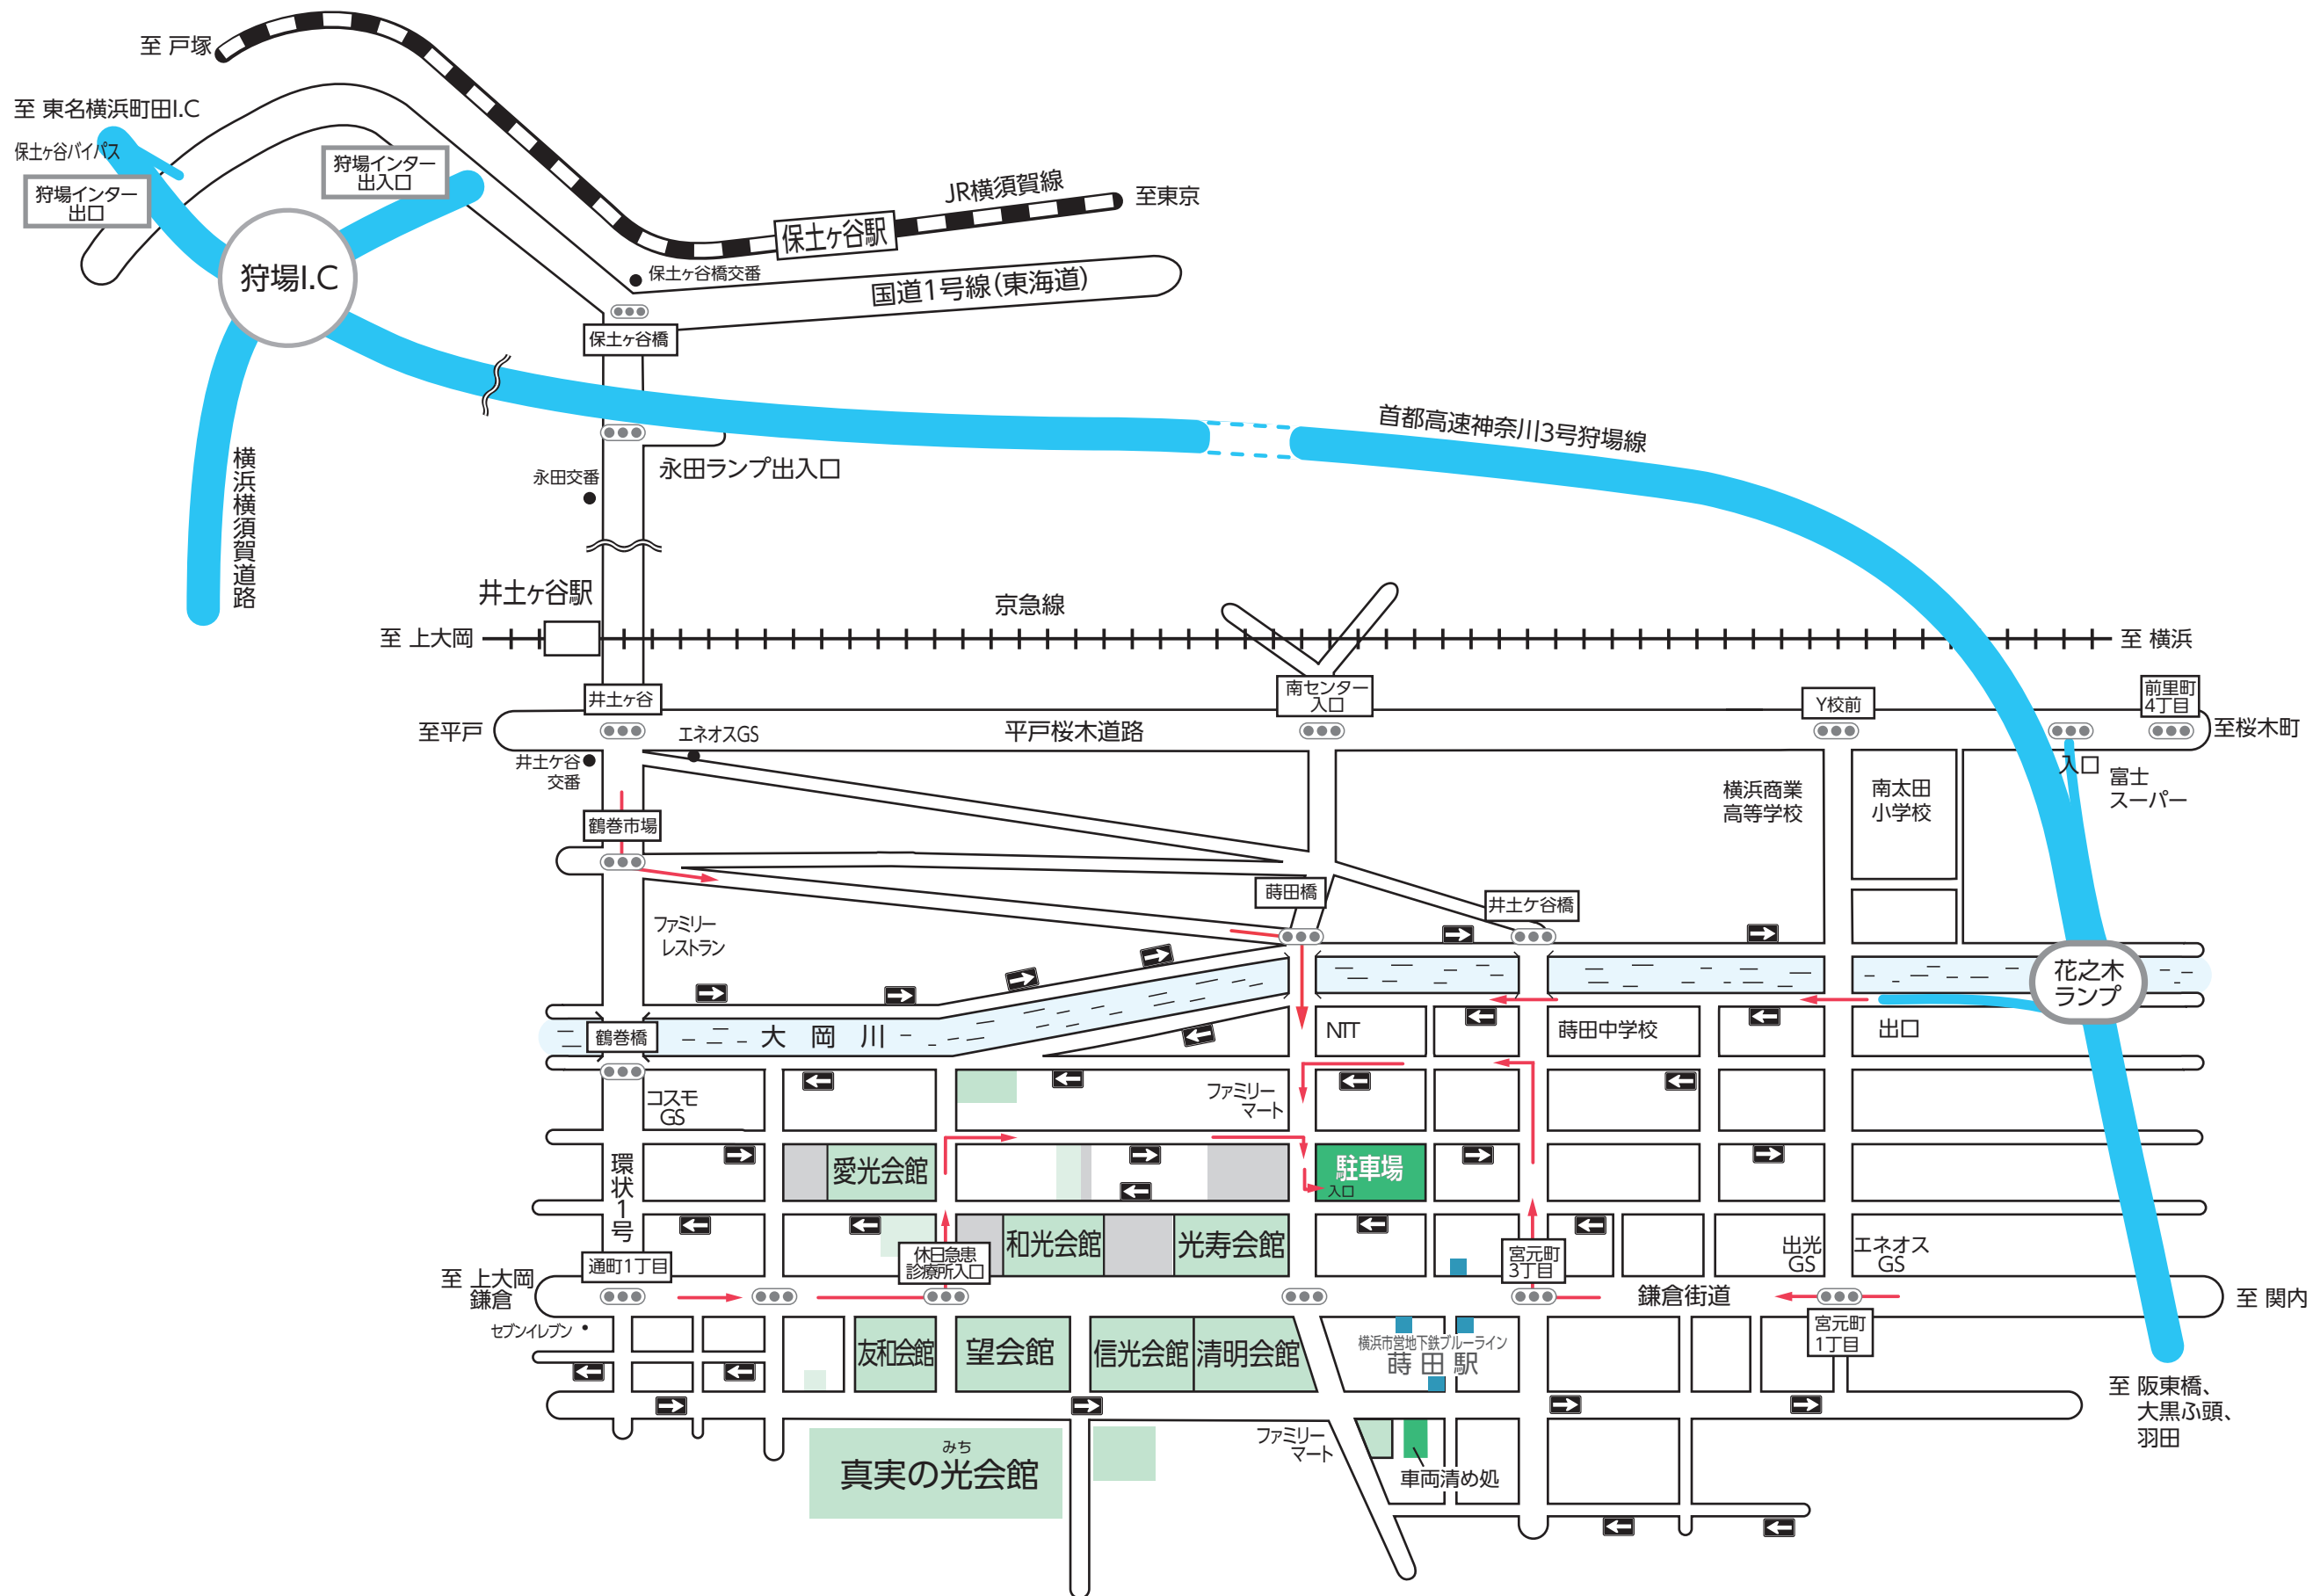 至 戸塚
至 東名横浜町田I.C
保土ヶ谷バイパス
狩場インター
出口
狩場インター
出入口
狩場I.C
JR横須賀線
至東京
保土ヶ谷駅
保土ヶ谷橋交番
国道1号線(東海道)
保土ヶ谷橋
首都高速神奈川3号狩場線
横浜横須賀道路
永田交番
永田ランプ出入口
井土ヶ谷駅
京急線
至 上大岡
至 横浜
井土ヶ谷
南センター
入口
Y校前
前里町
4丁目
至平戸
エネオスGS
平戸桜木道路
至桜木町
井土ケ谷
交番
入口
富士
スーパー
横浜商業
高等学校
南太田
小学校
鶴巻市場
蒔田橋
井土ケ谷橋
ファミリー
レストラン
花之木
ランプ
鶴巻橋
大岡川
NTT
蒔田中学校
出口
コスモ
GS
ファミリー
マート
環状1号
愛光会館
駐車場
入口
和光会館
光寿会館
通町1丁目
休日急患
診療所入口
宮元町
3丁目
出光
GS
エネオス
GS
至 上大岡
鎌倉
鎌倉街道
至 関内
セブンイレブン
宮元町
1丁目
友和会館
望会館
信光会館
清明会館
横浜市営地下鉄ブルーライン
蒔田駅
至 阪東橋、
大黒ふ頭、
羽田
みち
真実の光会館
ファミリー
マート
車両清め処